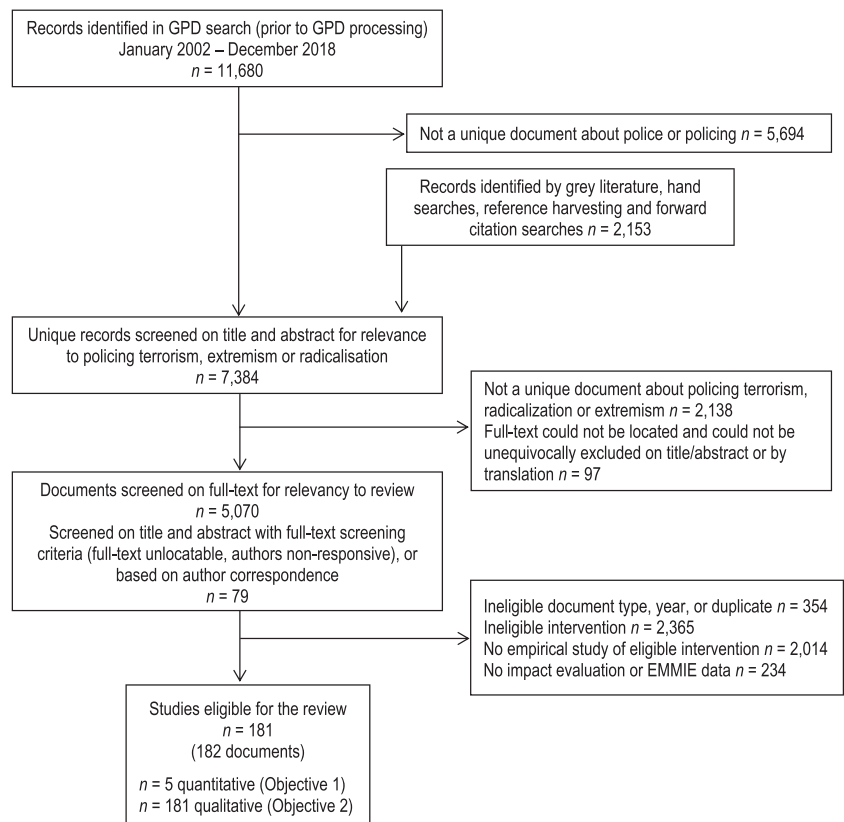 Records identified in GPD search (prior to GPD processing)
January 2002 – December 2018
n = 11,680
Not a unique document about police or policing n = 5,694
Records identified by grey literature, hand
searches, reference harvesting and forward
citation searches n = 2,153
Unique records screened on title and abstract for relevance
to policing terrorism, extremism or radicalisation
n = 7,384
Not a unique document about policing terrorism,
radicalization or extremism n = 2,138
Full-text could not be located and could not be
unequivocally excluded on title/abstract or by
translation n = 97
Documents screened on full-text for relevancy to review
n = 5,070
Screened on title and abstract with full-text screening
criteria (full-text unlocatable, authors non-responsive), or
based on author correspondence
n = 79
Ineligible document type, year, or duplicate n = 354
Ineligible intervention n = 2,365
No empirical study of eligible intervention n = 2,014
No impact evaluation or EMMIE data n = 234
Studies eligible for the review
n = 181
(182 documents)
n = 5 quantitative (Objective 1)
n = 181 qualitative (Objective 2)